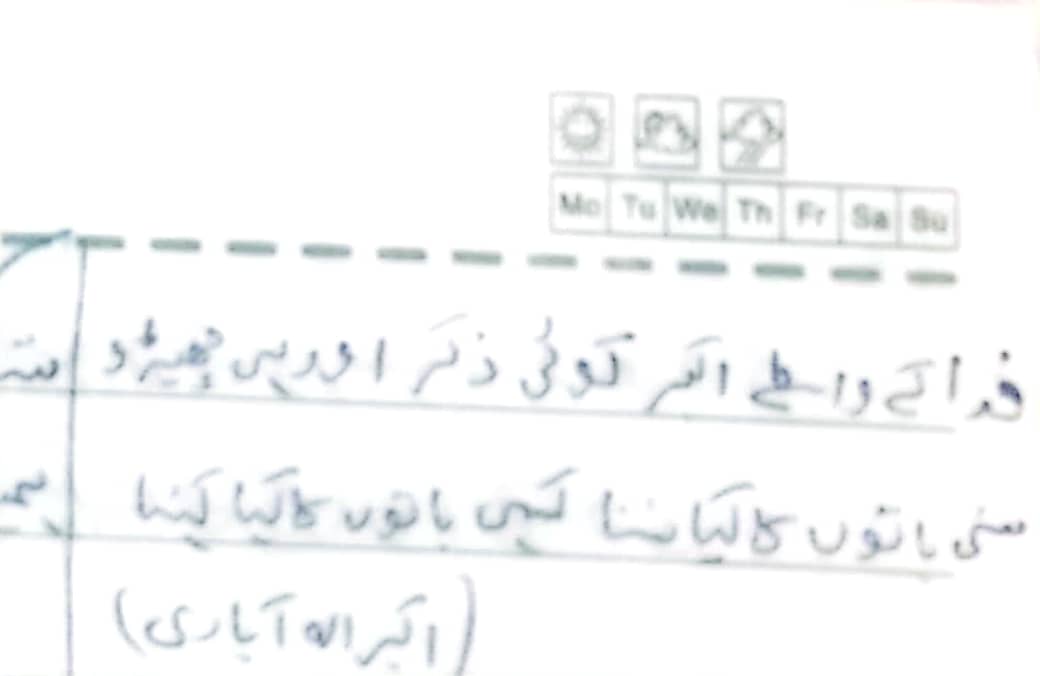 Mo Tu We Th Fr Sa Su
خدا کے واسطے اکبر کوئی ذکر اور ہی چھیڑو
سنی باتوں کا کیا سننا کہی باتوں کا کیا کہنا
(اکبر الہ آبادی)